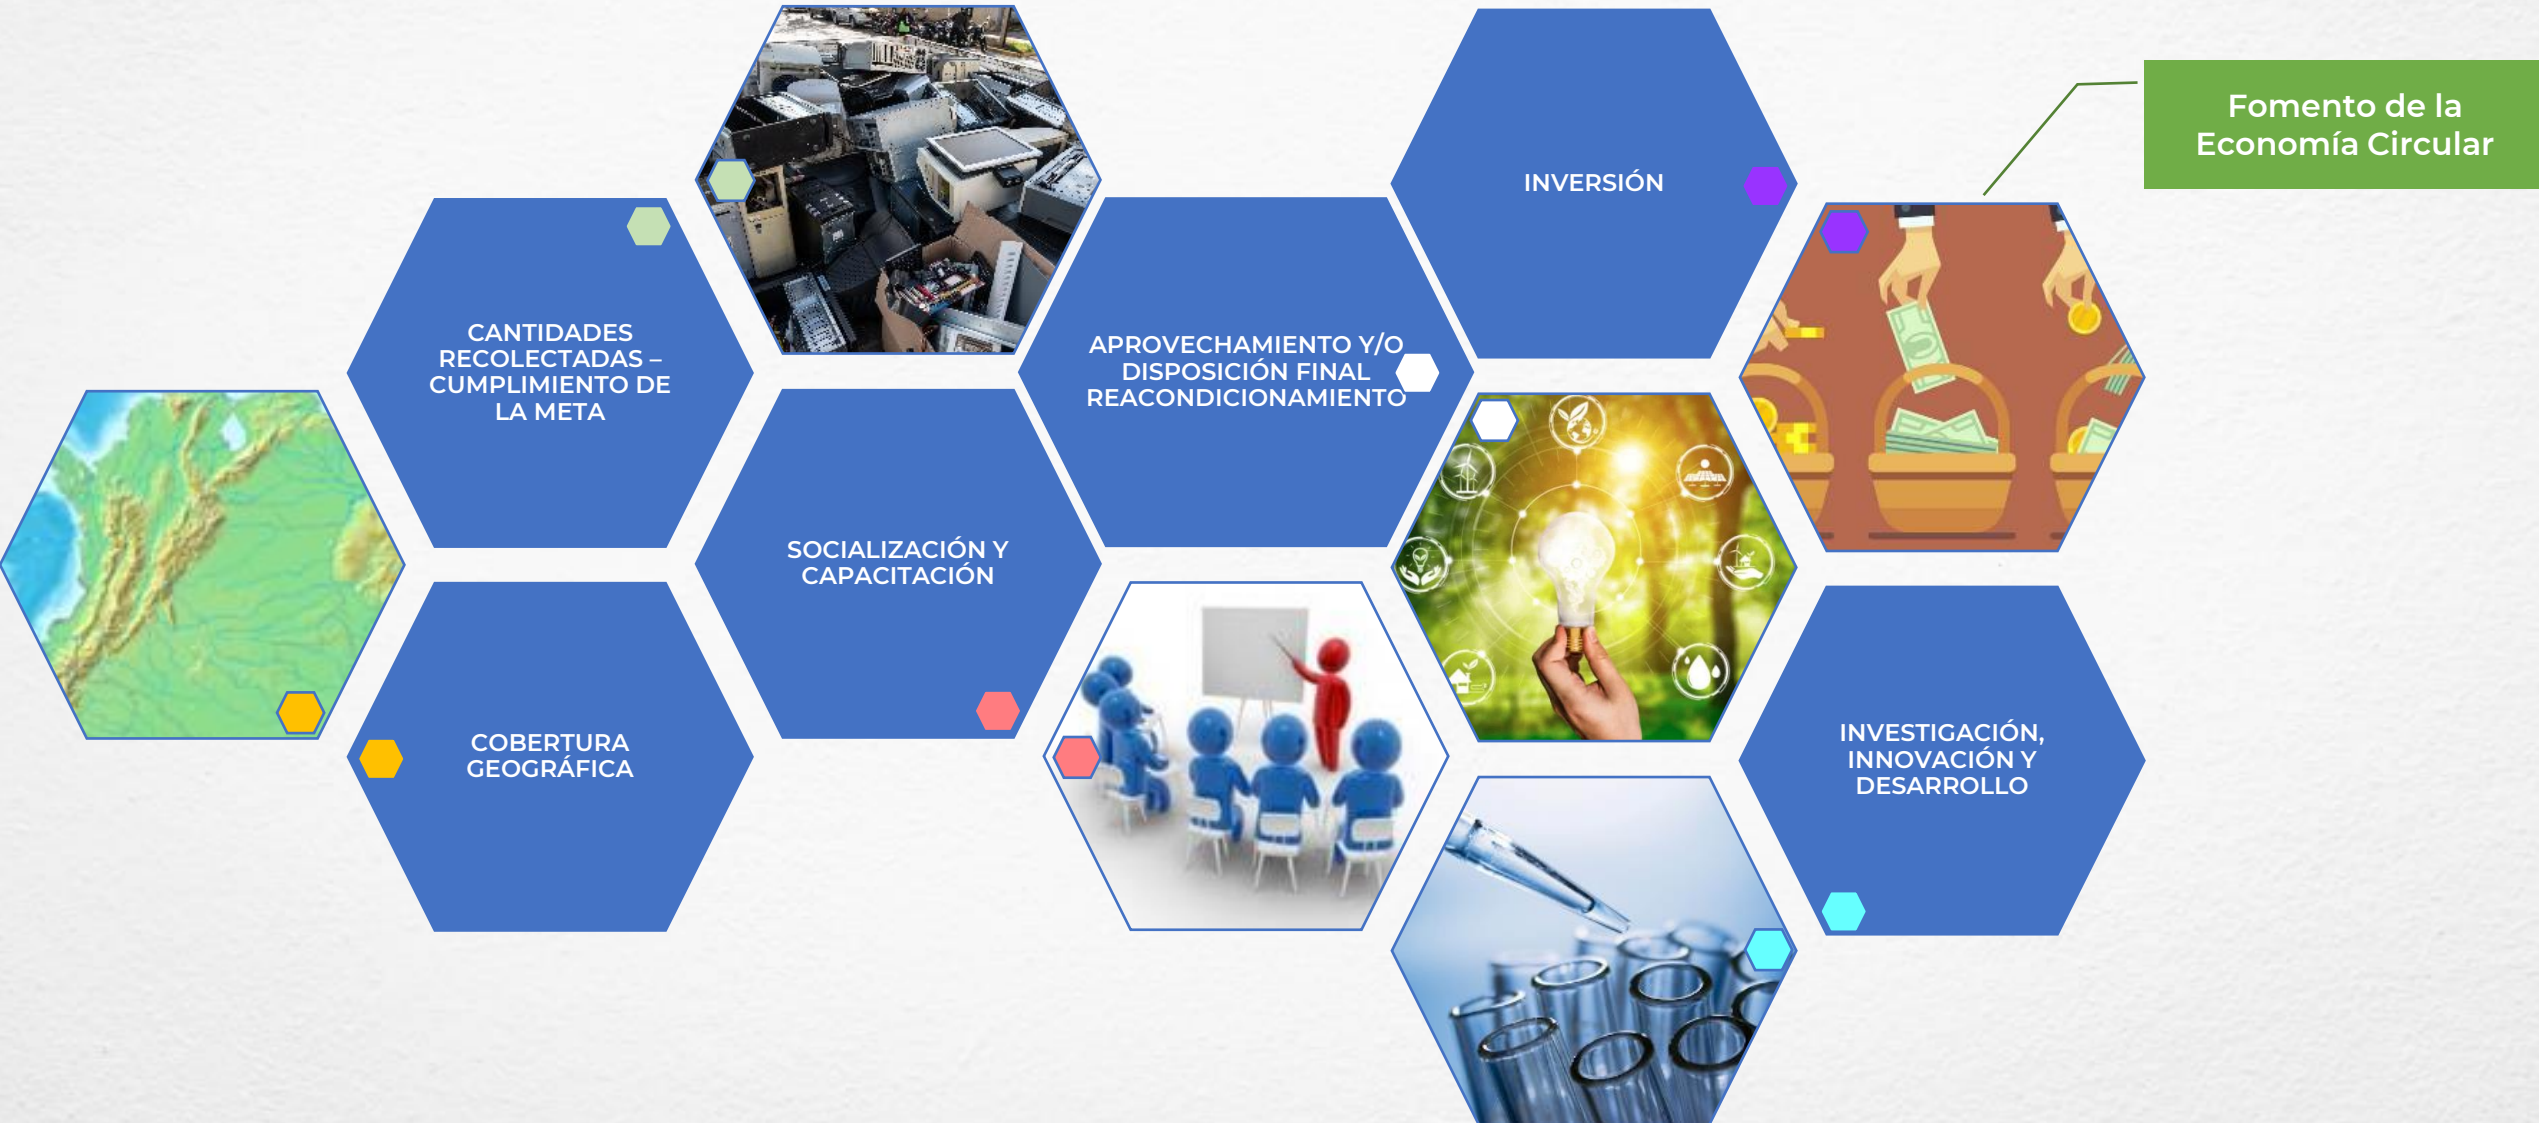 Fomento de la
Economía Circular
INVERSIÓN
CANTIDADES
RECOLECTADAS –
CUMPLIMIENTO DE
LA META
APROVECHAMIENTO Y/O
DISPOSICIÓN FINAL
REACONDICIONAMIENTO
SOCIALIZACIÓN Y
CAPACITACIÓN
COBERTURA
GEOGRÁFICA
INVESTIGACIÓN,
INNOVACIÓN Y
DESARROLLO